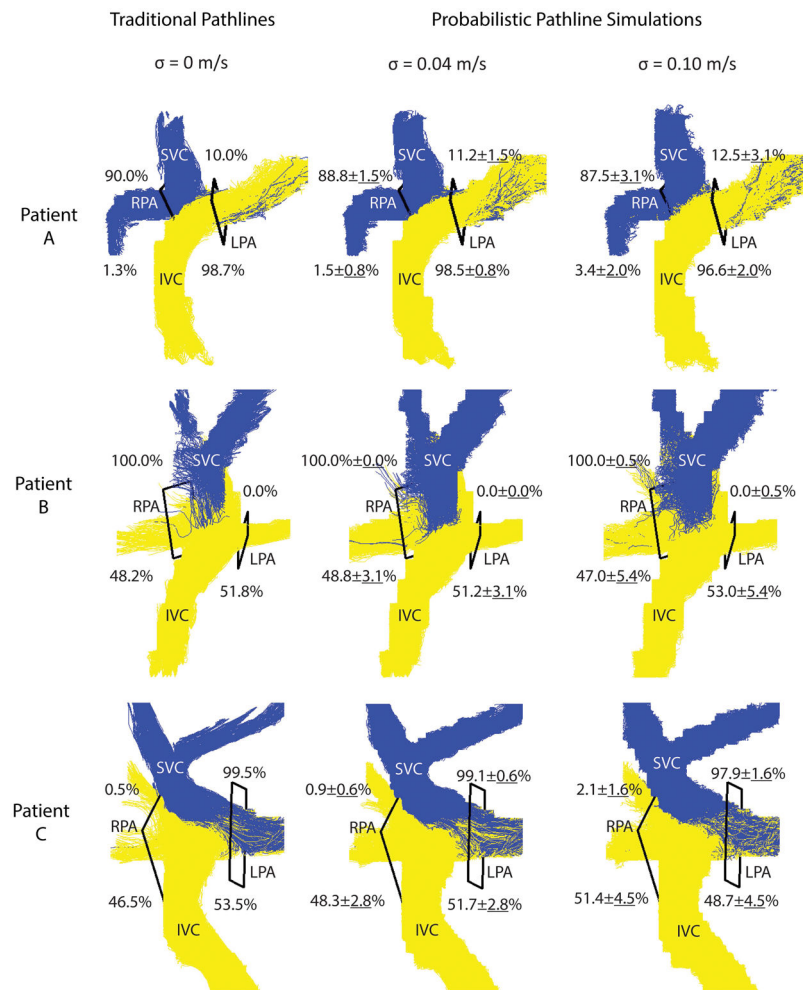 Traditional Pathlines Probabilistic Pathline Simulations
σ = 0 m/s σ = 0.04 m/s σ = 0.10 m/s
Patient
A
SVC
10.0%
90.0%
RPA
LPA
1.3%
IVC
98.7%
SVC
11.2±1.5%
88.8±1.5%
RPA
LPA
1.5±0.8%
IVC
98.5±0.8%
SVC
12.5±3.1%
87.5±3.1%
RPA
LPA
3.4±2.0%
IVC
96.6±2.0%
Patient
B
100.0%
SVC
0.0%
RPA
LPA
48.2%
51.8%
IVC
100.0%±0.0%
SVC
0.0±0.0%
RPA
LPA
48.8±3.1%
51.2±3.1%
IVC
100.0±0.5%
SVC
0.0±0.5%
RPA
LPA
47.0±5.4%
53.0±5.4%
IVC
Patient
C
SVC
99.5%
0.5%
RPA
LPA
46.5%
53.5%
IVC
SVC
99.1±0.6%
0.9±0.6%
RPA
LPA
48.3±2.8%
51.7±2.8%
IVC
SVC
97.9±1.6%
2.1±1.6%
RPA
LPA
51.4±4.5%
48.7±4.5%
IVC